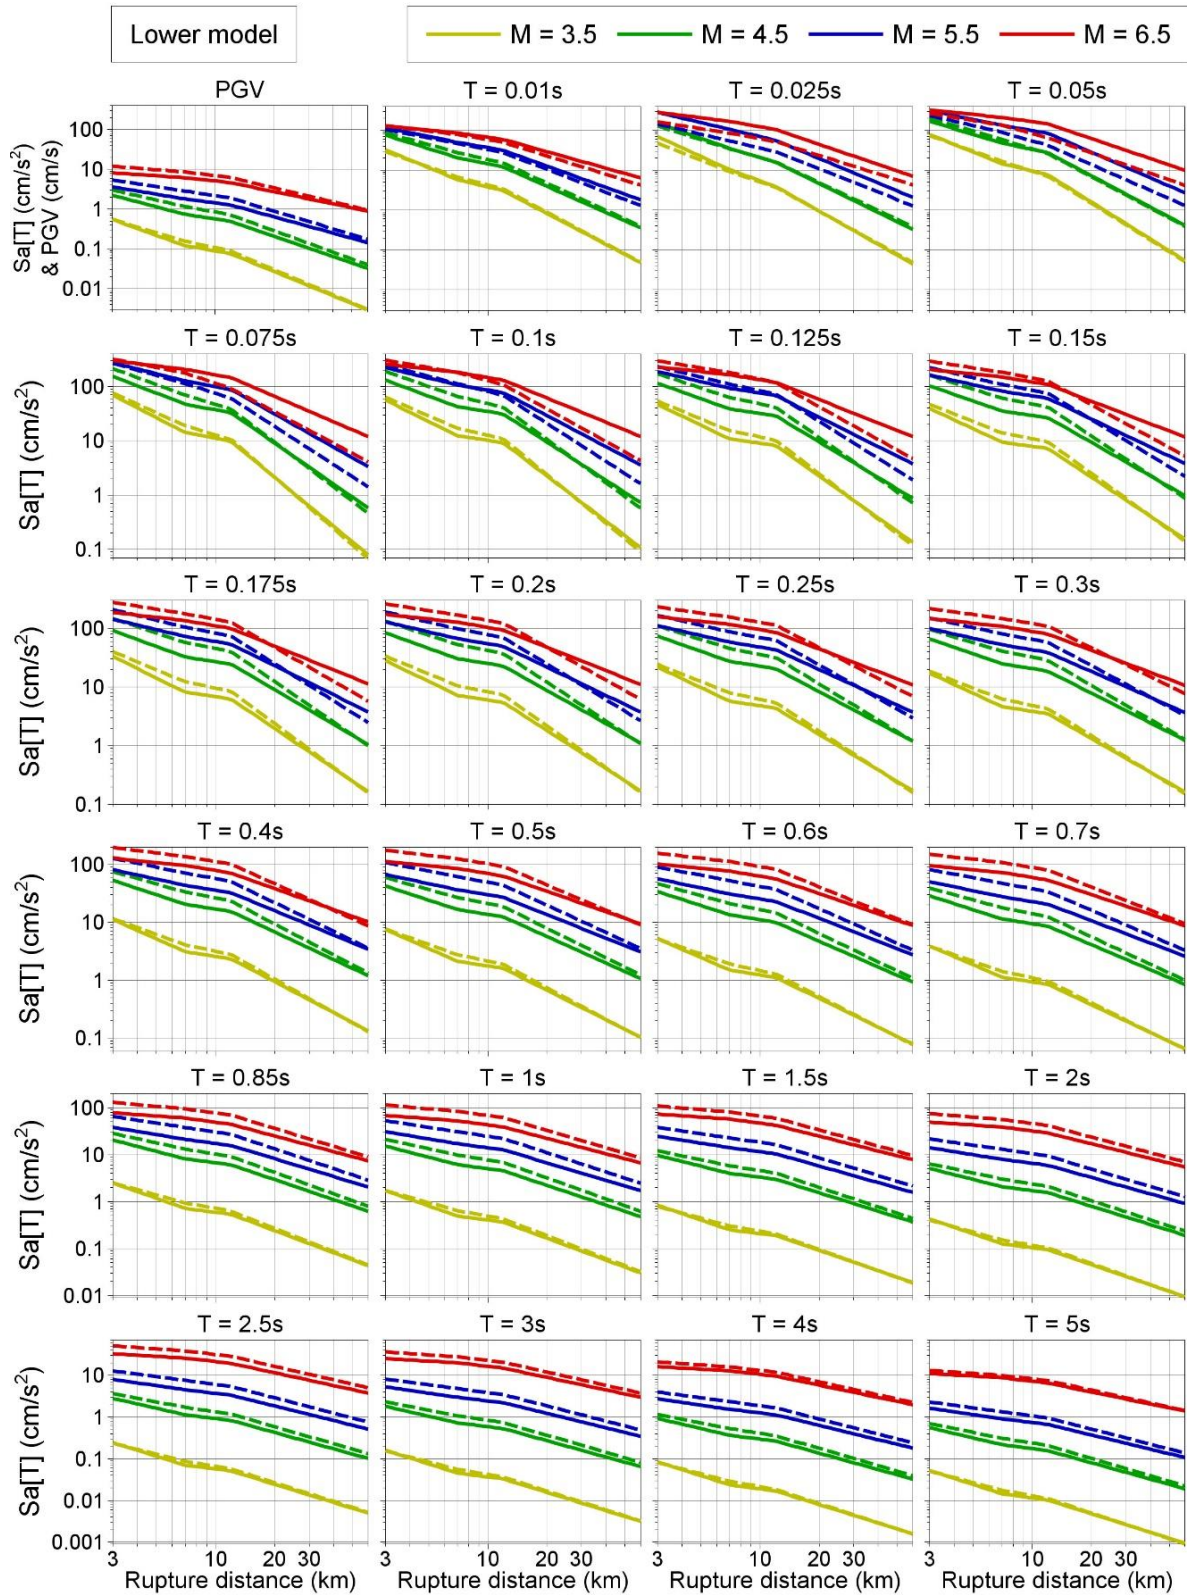 Lower model
M = 3.5 M = 4.5 M = 5.5 M = 6.5
PGV T = 0.01s T = 0.025s T = 0.05s
Sa[T] (cm/s²)
& PGV (cm/s)
100
10
1
0.1
0.01
T = 0.075s T = 0.1s T = 0.125s T = 0.15s
Sa[T] (cm/s²)
100
10
1
0.1
T = 0.175s T = 0.2s T = 0.25s T = 0.3s
Sa[T] (cm/s²)
100
10
1
0.1
T = 0.4s T = 0.5s T = 0.6s T = 0.7s
Sa[T] (cm/s²)
100
10
1
0.1
T = 0.85s T = 1s T = 1.5s T = 2s
Sa[T] (cm/s²)
100
10
1
0.1
0.01
T = 2.5s T = 3s T = 4s T = 5s
Sa[T] (cm/s²)
10
1
0.1
0.01
0.001
3 10 20 30 3 10 20 30 3 10 20 30 3 10 20 30
Rupture distance (km) Rupture distance (km) Rupture distance (km) Rupture distance (km)